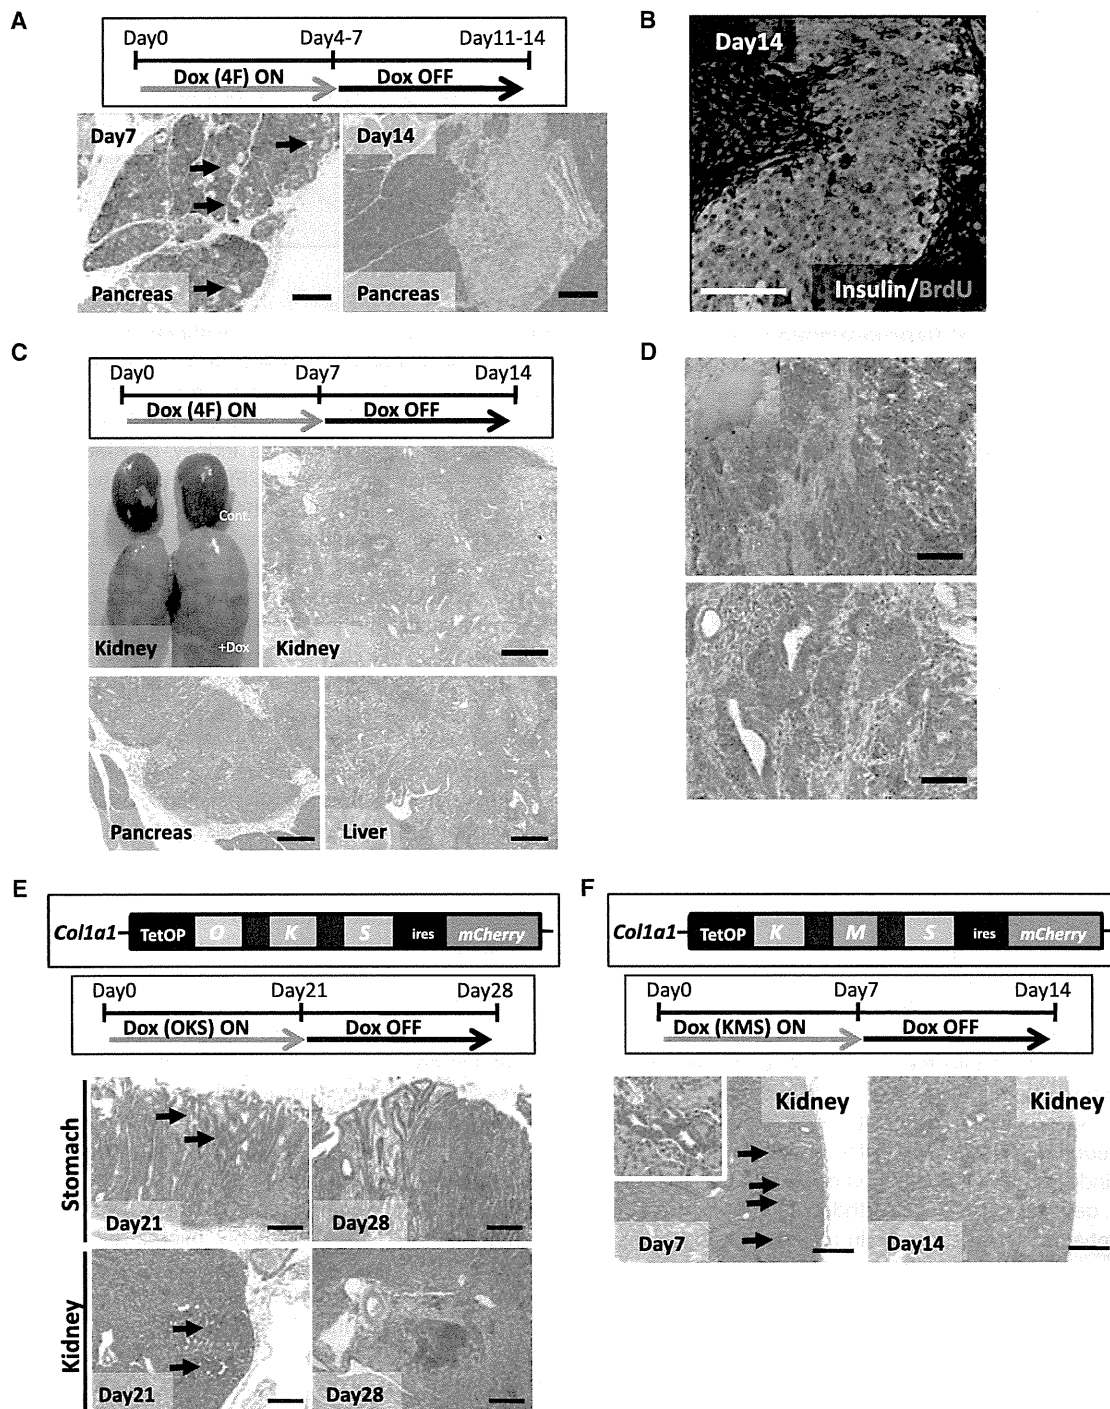 A
Day0 Day4-7 Day11-14
Dox (4F) ON Dox OFF
Day7
Pancreas
Day14
Pancreas
B
Day14
Insulin/BrdU
C
Day0 Day7 Day14
Dox (4F) ON Dox OFF
Cont.
+Dox
Kidney
Kidney
Pancreas
Liver
D
E
Col1a1 TetOP O K S ires mCherry
Day0 Day21 Day28
Dox (OKS) ON Dox OFF
Stomach
Day21
Day28
Kidney
Day21
Day28
F
Col1a1 TetOP K M S ires mCherry
Day0 Day7 Day14
Dox (KMS) ON Dox OFF
Kidney
Day7
Kidney
Day14